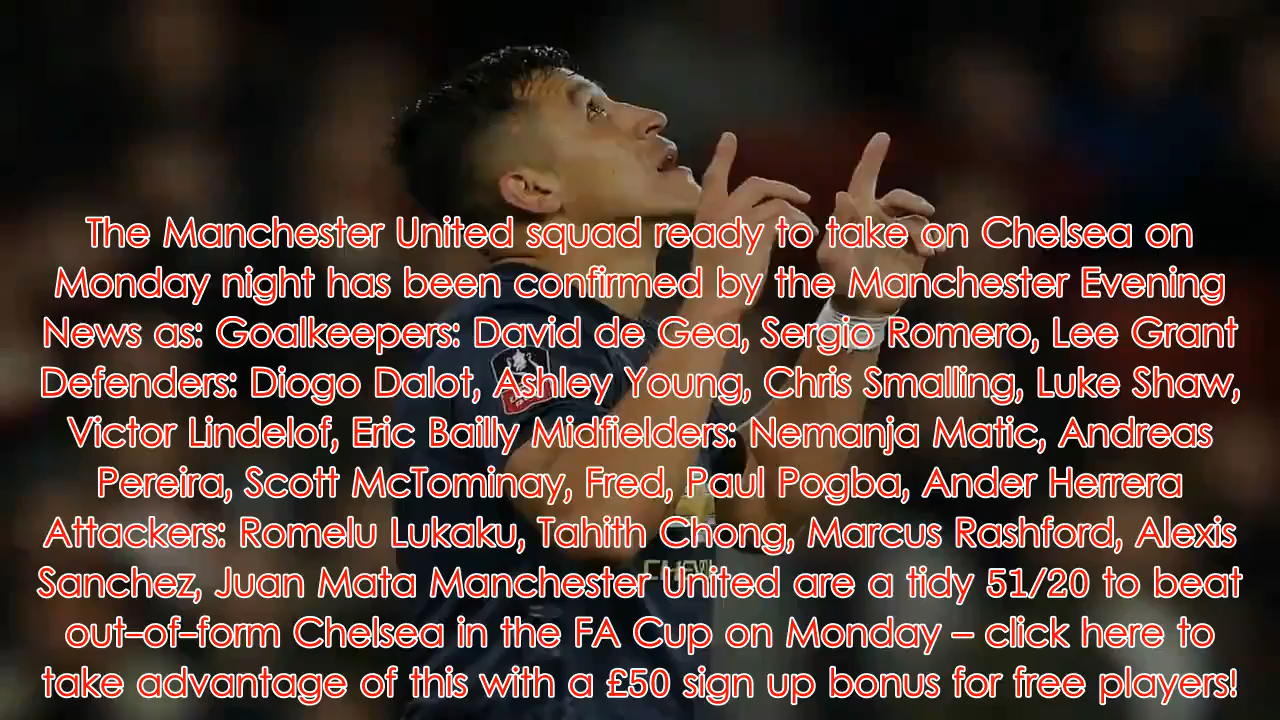 The Manchester United squad ready to take on Chelsea on
Monday night has been confirmed by the Manchester Evening
News as: Goalkeepers: David de Gea, Sergio Romero, Lee Grant
Defenders: Diogo Dalot, Ashley Young, Chris Smalling, Luke Shaw,
Victor Lindelof, Eric Bailly Midfielders: Nemanja Matic, Andreas
Pereira, Scott McTominay, Fred, Paul Pogba, Ander Herrera
Attackers: Romelu Lukaku, Tahith Chong, Marcus Rashford, Alexis
Sanchez, Juan Mata Manchester United are a tidy 51/20 to beat
out-of-form Chelsea in the FA Cup on Monday – click here to
take advantage of this with a £50 sign up bonus for free players!